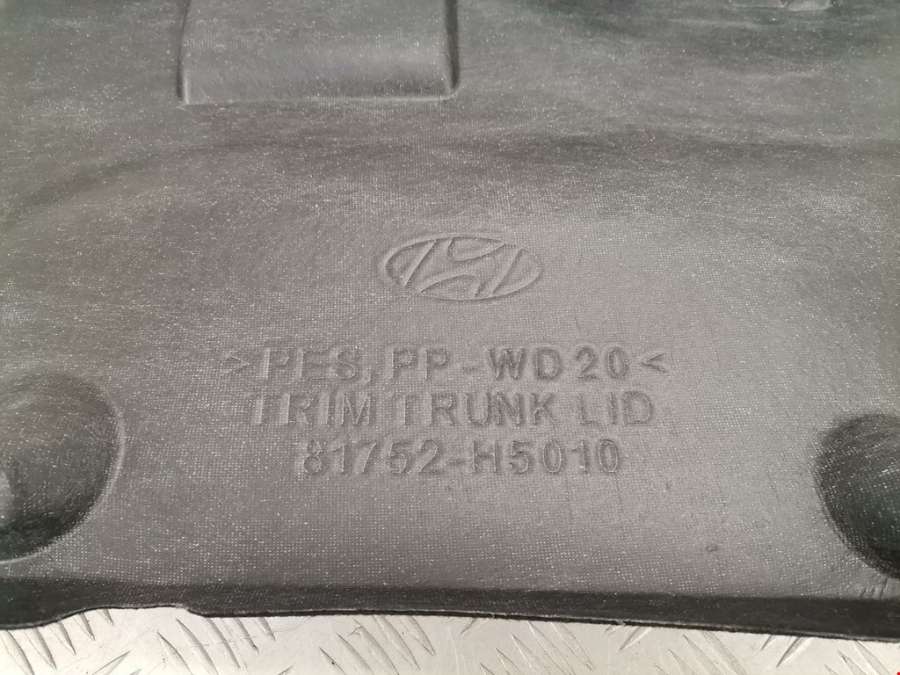 >PES, PP-WD20<
TRIM TRUNK LID
81752-H5010